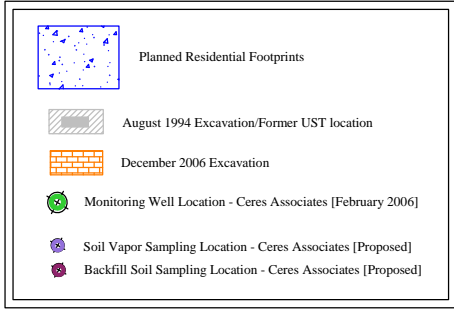 Planned Residential Footprints
August 1994 Excavation/Former UST location
December 2006 Excavation
Monitoring Well Location - Ceres Associates [February 2006]
Soil Vapor Sampling Location - Ceres Associates [Proposed]
Backfill Soil Sampling Location - Ceres Associates [Proposed]